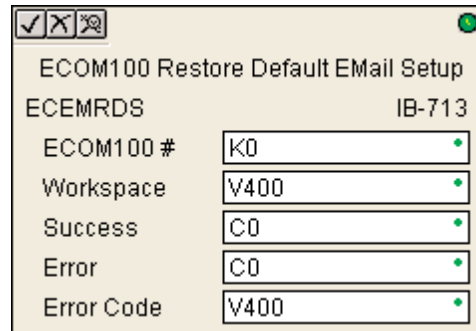 ECOM100 Restore Default EMail Setup
ECEMRDS IB-713
ECOM100 # K0
Workspace V400
Success C0
Error C0
Error Code V400